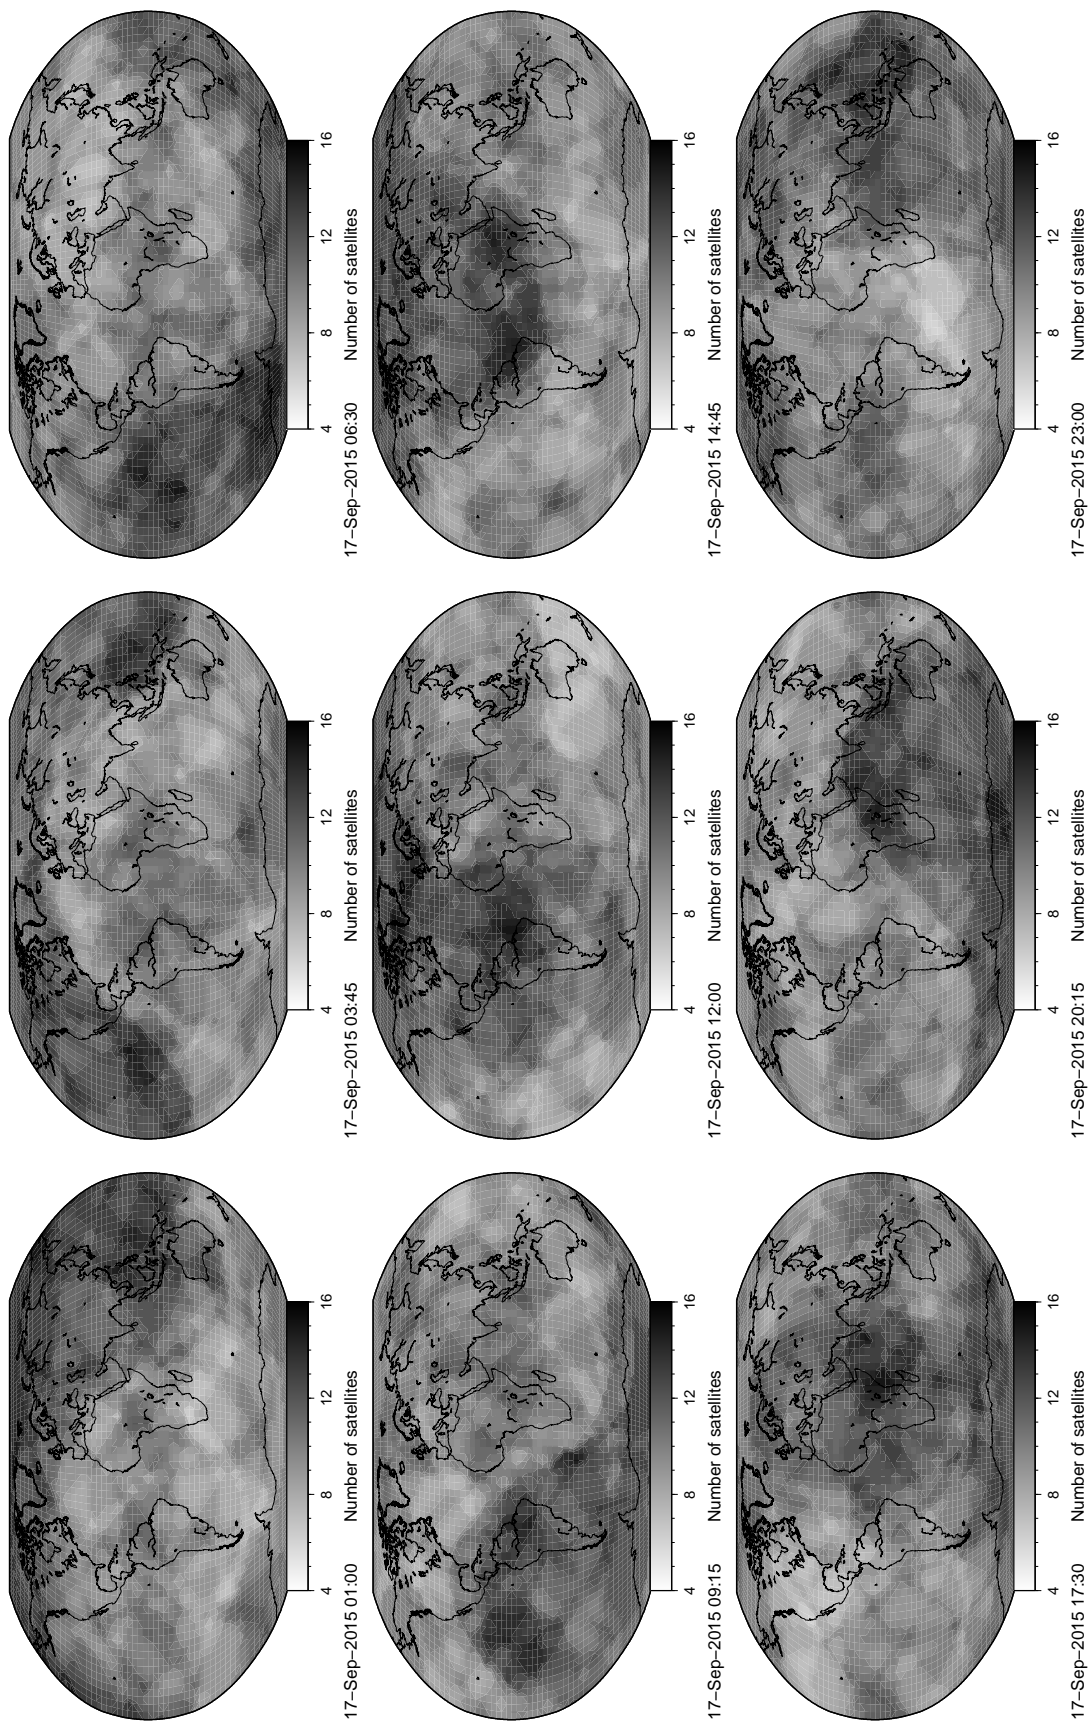 4 8 12 16
Number of satellites
17−Sep−2015 01:00
4 8 12 16
Number of satellites
17−Sep−2015 03:45
4 8 12 16
Number of satellites
17−Sep−2015 06:30
4 8 12 16
Number of satellites
17−Sep−2015 09:15
4 8 12 16
Number of satellites
17−Sep−2015 12:00
4 8 12 16
Number of satellites
17−Sep−2015 14:45
4 8 12 16
Number of satellites
17−Sep−2015 17:30
4 8 12 16
Number of satellites
17−Sep−2015 20:15
4 8 12 16
Number of satellites
17−Sep−2015 23:00